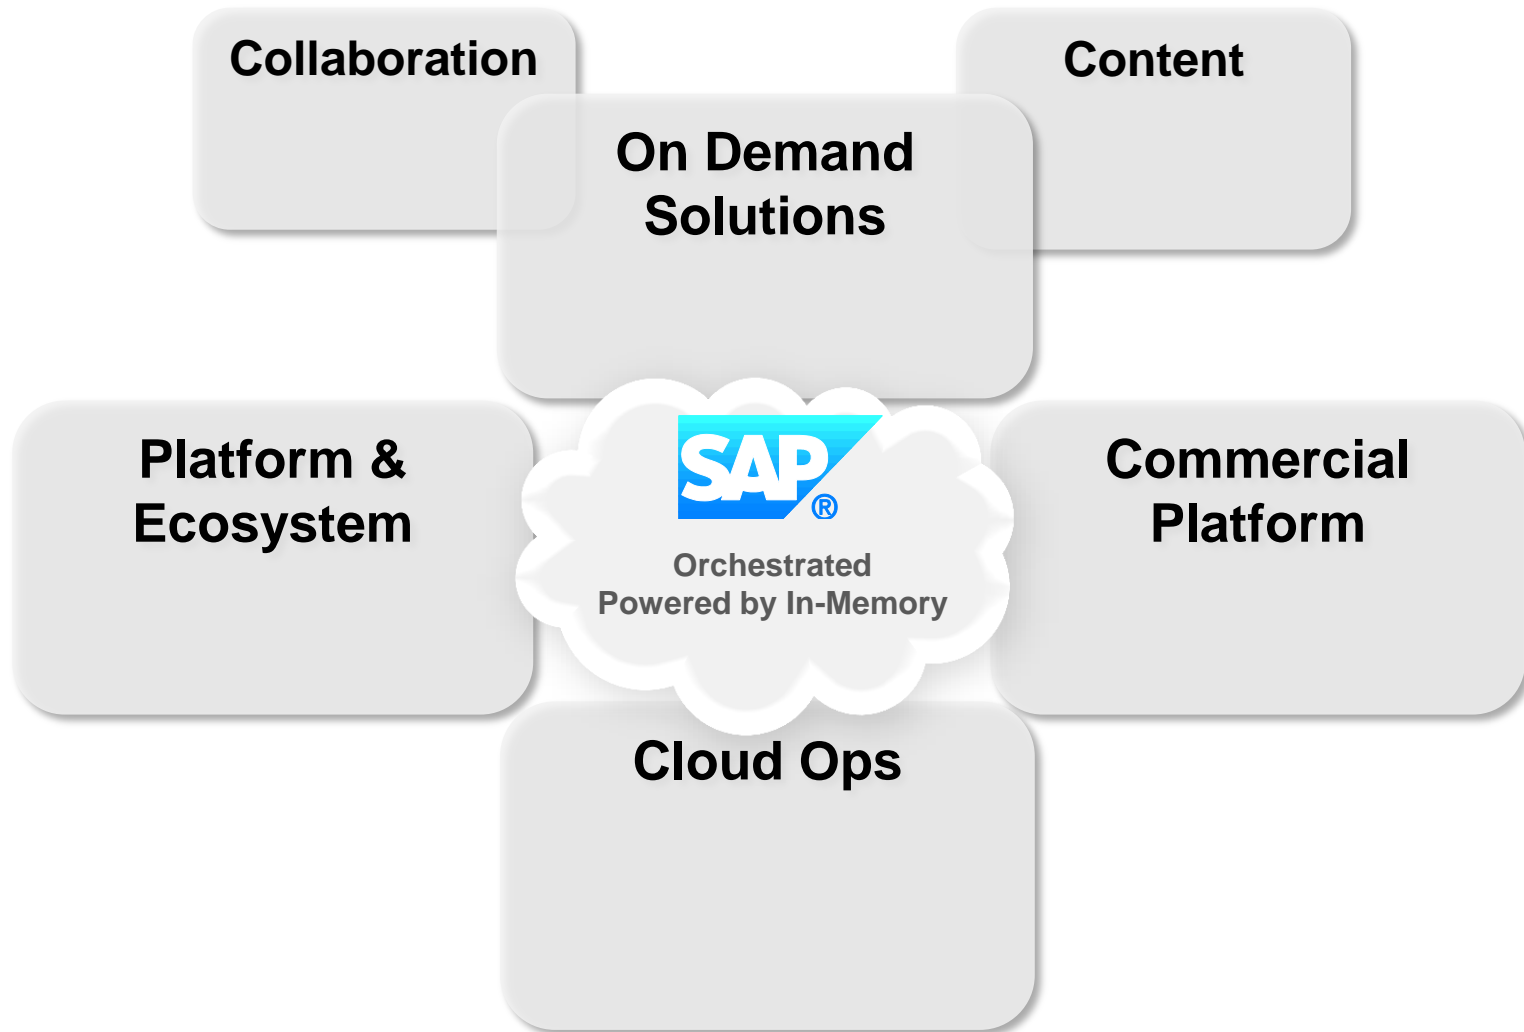 Collaboration
Content
On Demand
Solutions
Platform &
Ecosystem
SAP®
Orchestrated
Powered by In-Memory
Commercial
Platform
Cloud Ops